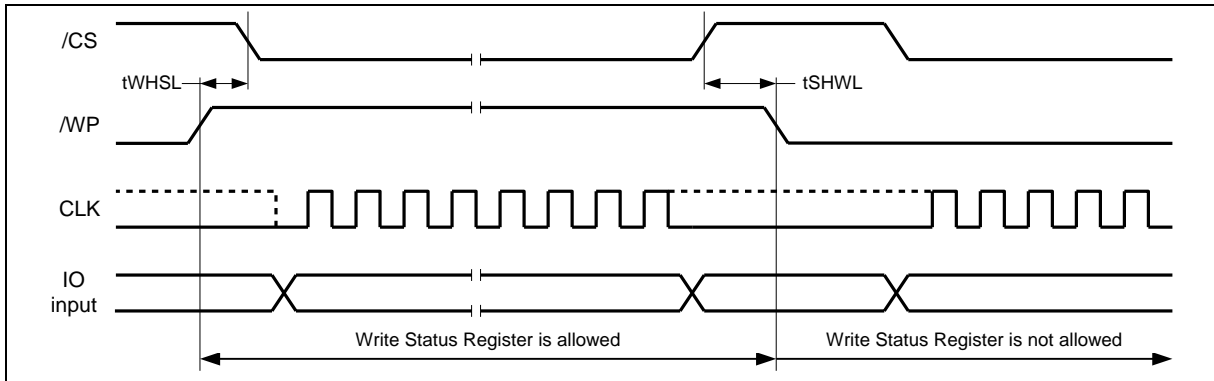 /CS
tWHSL
tSHWL
/WP
CLK
IO
input
Write Status Register is allowed
Write Status Register is not allowed